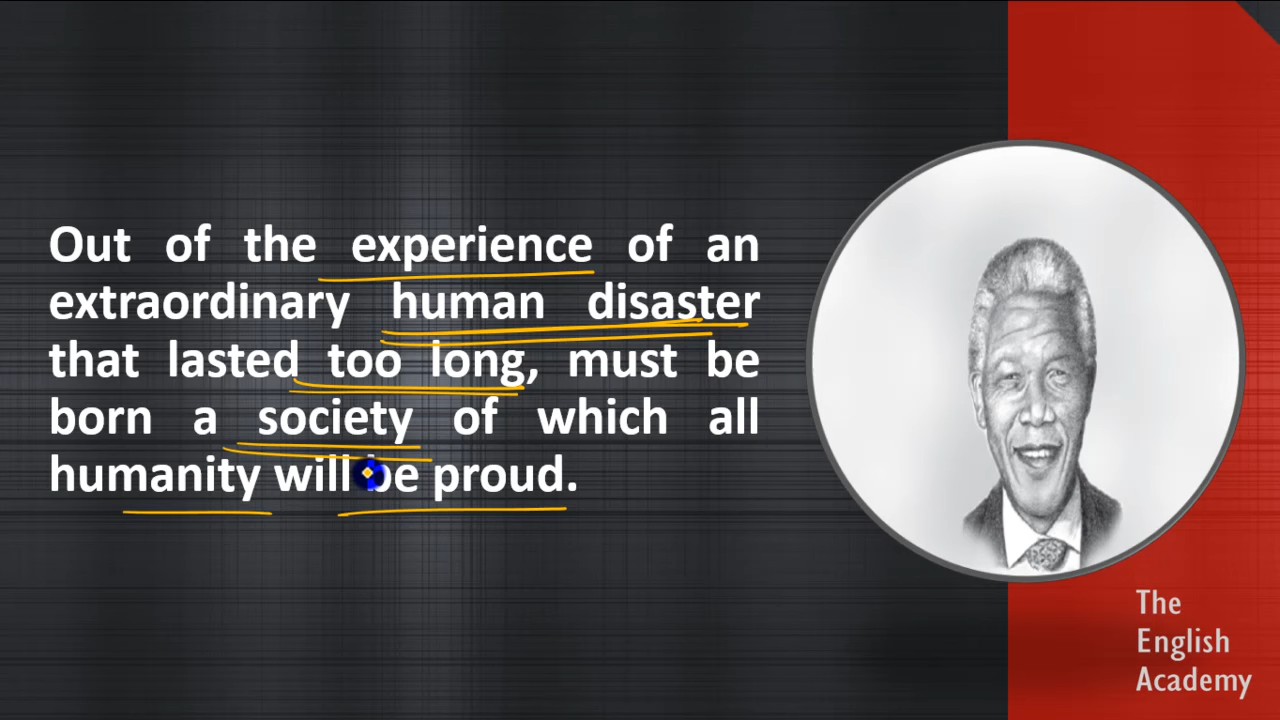 Out of the experience of an
extraordinary human disaster
that lasted too long, must be
born a society of which all
humanity will be proud.
The
English
Academy